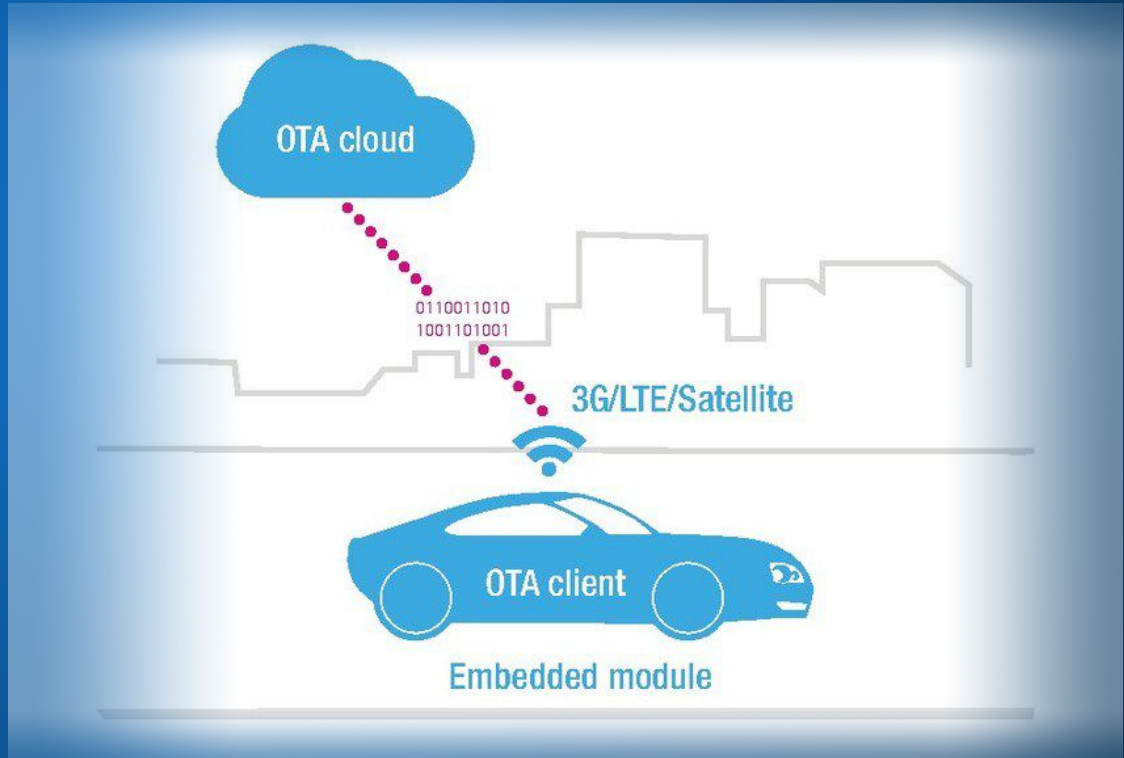 OTA cloud
0110011010
1001101001
3G/LTE/Satellite
OTA client
Embedded module